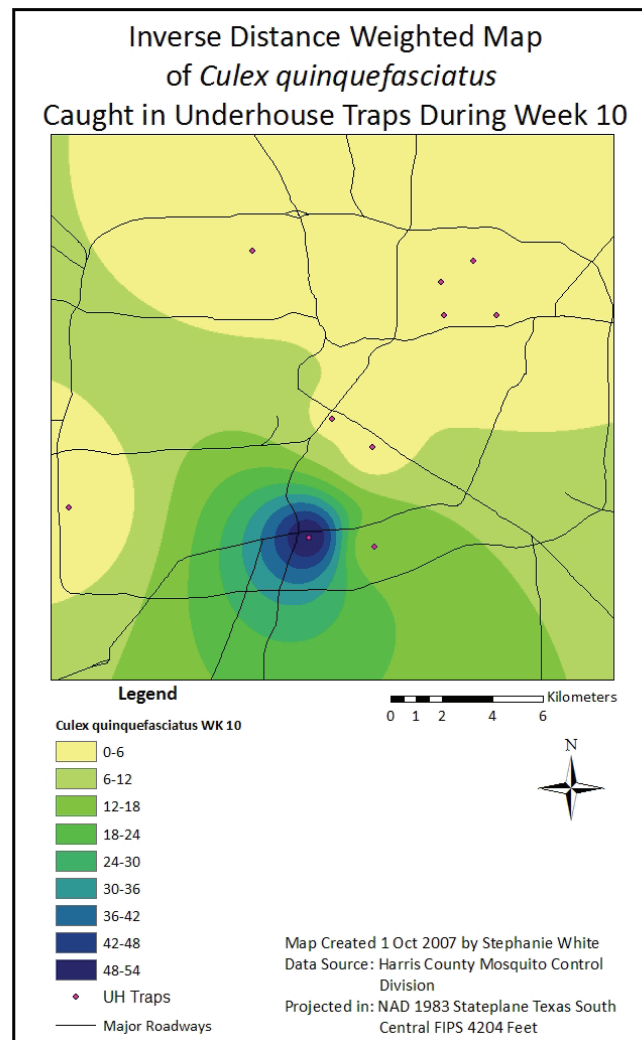 Inverse Distance Weighted Map
of Culex quinquefasciatus
Caught in Underhouse Traps During Week 10
Legend
Kilometers
0 0.5 1 2 4 6
Culex quinquefasciatus WK 10
0-6
6-12
12-18
18-24
24-30
30-36
36-42
42-48
48-54
UH Traps
Major Roadways
N
Map Created 1 Oct 2007 by Stephanie White
Data Source: Harris County Mosquito Control
Division
Projected in: NAD 1983 Stateplane Texas South
Central FIPS 4204 Feet